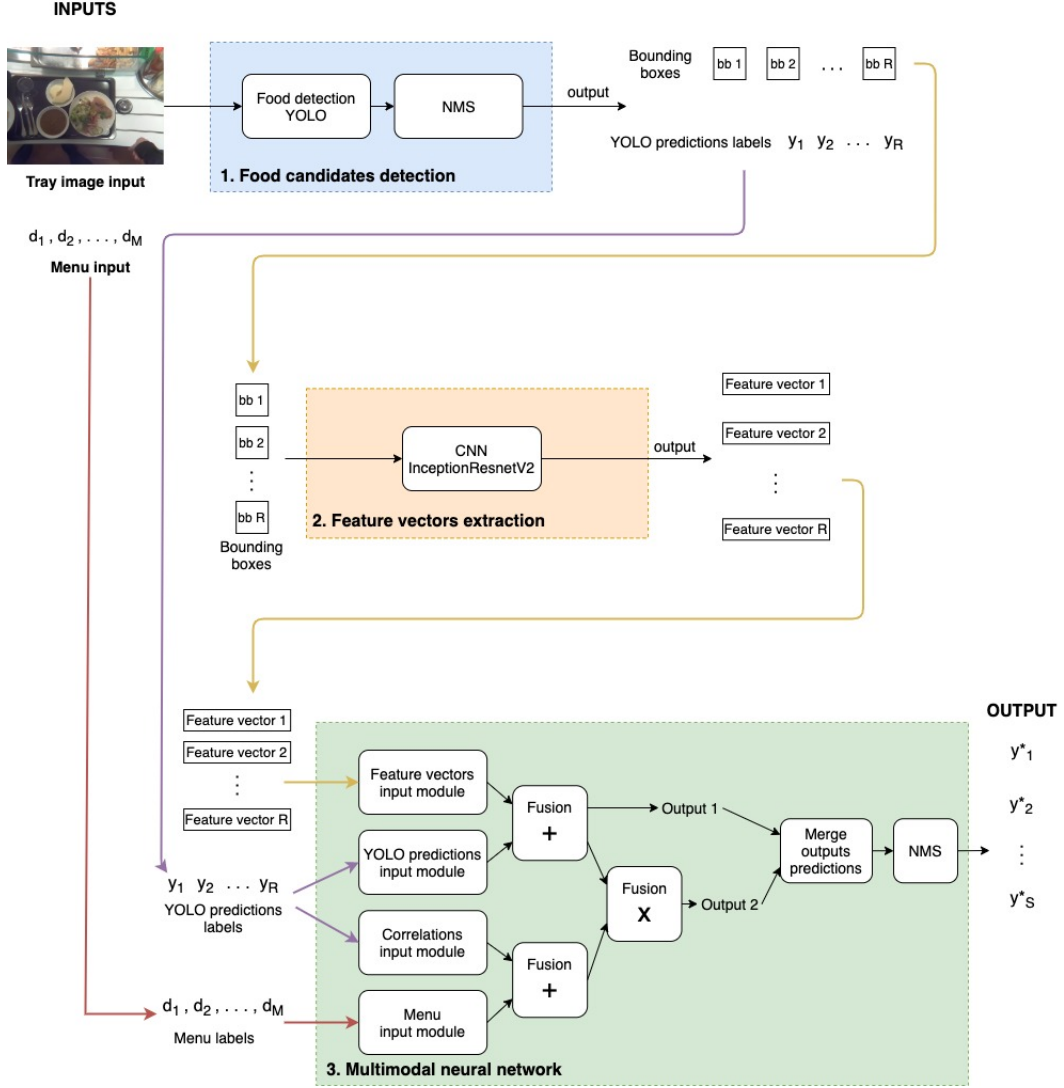 INPUTS
Tray image input
d1 , d2 , . . . , dM
Menu input
Food detection
YOLO
NMS
1. Food candidates detection
output
Bounding
boxes
bb 1
bb 2
. . .
bb R
YOLO predictions labels y1 y2 . . . yR
bb 1
bb 2
⋮
bb R
Bounding
boxes
CNN
InceptionResnetV2
2. Feature vectors extraction
output
Feature vector 1
Feature vector 2
⋮
Feature vector R
Feature vector 1
Feature vector 2
⋮
Feature vector R
y1 y2 . . . yR
YOLO predictions
labels
d1 , d2 , . . . , dM
Menu labels
Feature vectors
input module
YOLO predictions
input module
Correlations
input module
Menu
input module
Fusion
+
Fusion
+
Fusion
X
Output 1
Output 2
Merge
outputs
predictions
NMS
3. Multimodal neural network
OUTPUT
y*1
y*2
⋮
y*S